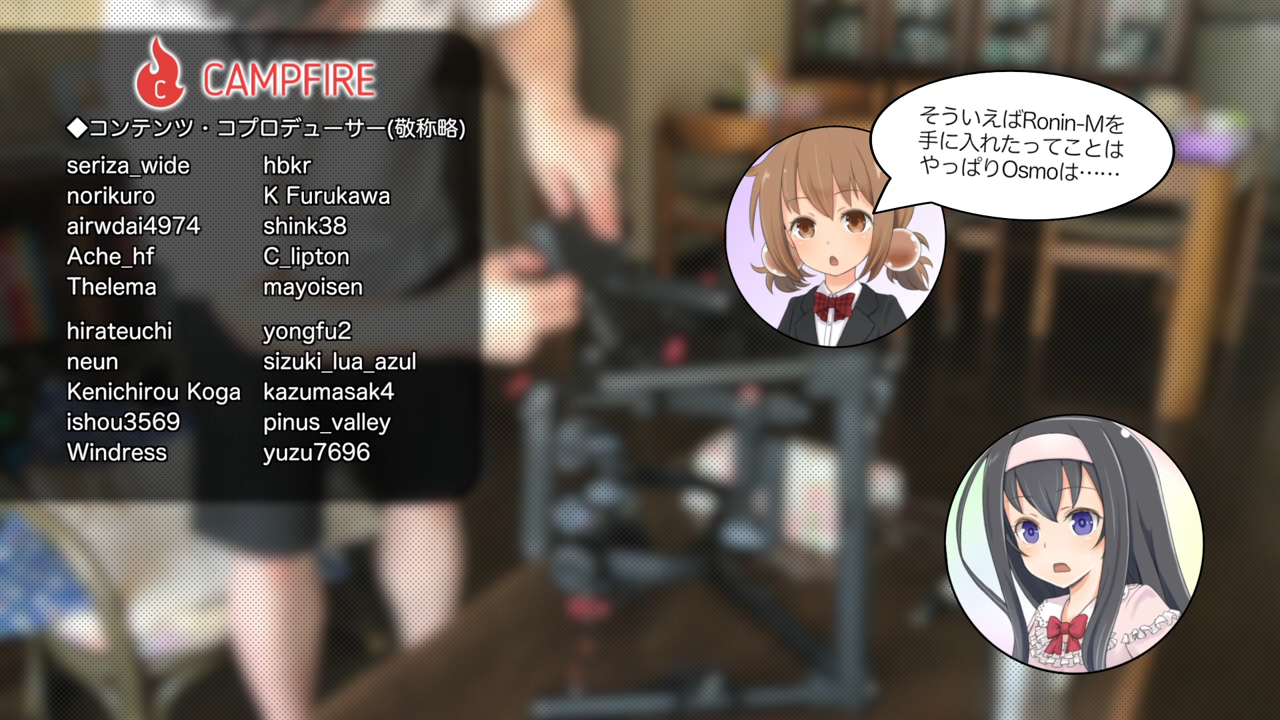 CAMPFIRE
◆コンテンツ・コプロデューサー(敬称略)
seriza_wide hbkr
norikuro K Furukawa
airwdai4974 shink38
Ache_hf C_lipton
Thelema mayoisen
hirateuchi yongfu2
neun sizuki_lua_azul
Kenichirou Koga kazumasak4
ishou3569 pinus_valley
Windress yuzu7696
そういえばRonin-Mを
手に入れたってことは
やっぱりOsmoは……